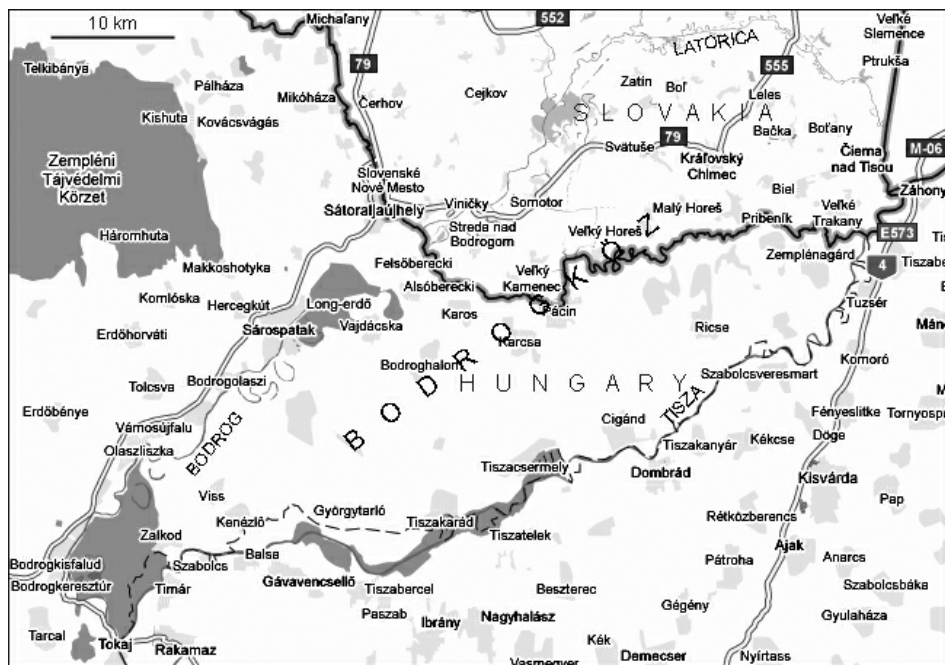 10 km
Michaľany
552
LATORICA
Veľké
Slemence
Telkibánya
79
555
Ptrukša
Pálháza
Mikóháza
Čerhov
Cejkov
Zatín
Boľ
Leles
Kishuta
Kovácsvágás
SLOVAKIA
Bačka
Boťany
79
Svätuše
M-06
Zempléni
Tájvédelmi
Körzet
Slovenské
Nové Mesto
Kráľovský
Chlmec
Čierna
nad Tisou
Sátoraljaújhely
Viničky
Somotor
Biel
Záhony
Malý Horeš
Veľké
Trakany
Pribeník
Streda nad
Bodrogom
Veľký Horeš
E573
Háromhuta
Makkoshotyka
Felsőberecki
Veľký
Kamenec
Zemplénagárd
Tiszabe
4
Alsóberecki
Komlóska
Hercegkút
Long-erdő
Karos
Pácin
Tuzsér
Sárospatak
Vajdácska
Ricse
Erdőhorváti
Karcsa
Komoró
Bodroghalom
BODROGKÖZ
HUNGARY
Szabolcsveresmart
Tolcsva
Bodrogolaszi
TISZA
Erdőbénye
Cigánd
Fényeslitke
Tornyosp
Vámosújfalu
Tiszakanyár
Kékcse
Döge
Olaszliszka
BODROG
Tiszacsermely
Dombrád
Kisvárda
Viss
Pap
Kenézlő
Györgytarló
Tiszakarád
Rétközberencs
Zalkod
Tiszatelek
Ajak
Bodrogkisfalud
Szabolcs
Balsa
Pátroha
Anarcs
Bodrogkeresztúr
Timár
Gávavencsellő
Tiszabercel
Beszterec
Szabolcsbáka
Paszab
Ibrány
Nagyhalász
Gégény
Gyulaháza
Tarcal
Tokaj
Rakamaz
Kék
Demecser
Nyírtass
Vasmegyer